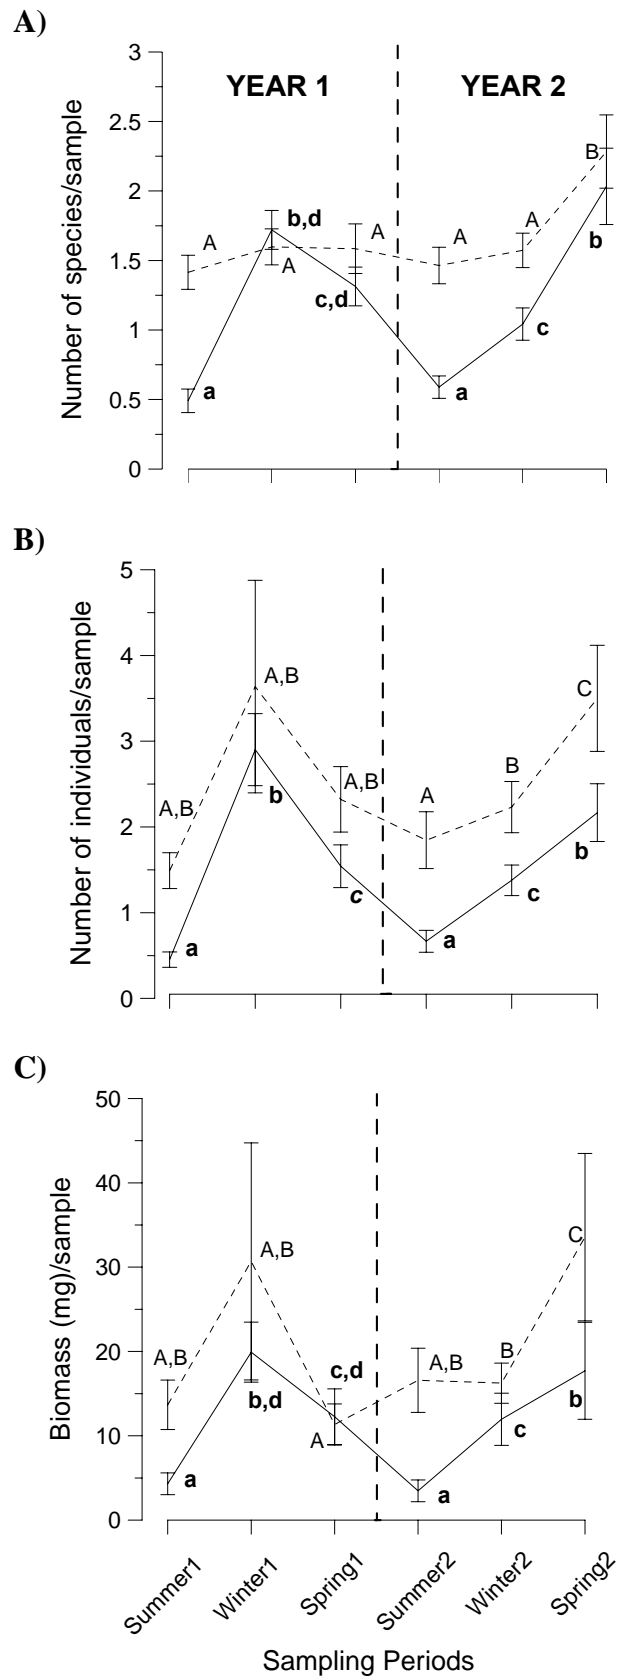 A)
3
YEAR 1 YEAR 2
2.5
B
2
b,d A A A b
1.5
A
c,d
1 c
0.5 a a
0
Number of species/sample
B)
5
4
A,B C
3
A,B B
A,B A
2
b b
1 c c
a a
0
Number of individuals/sample
C)
50
40
30
A,B C
20
A,B c,d A,B B
b,d b
10 A c
a a
0
Biomass (mg)/sample
Summer1 Winter1 Spring1 Summer2 Winter2 Spring2
Sampling Periods